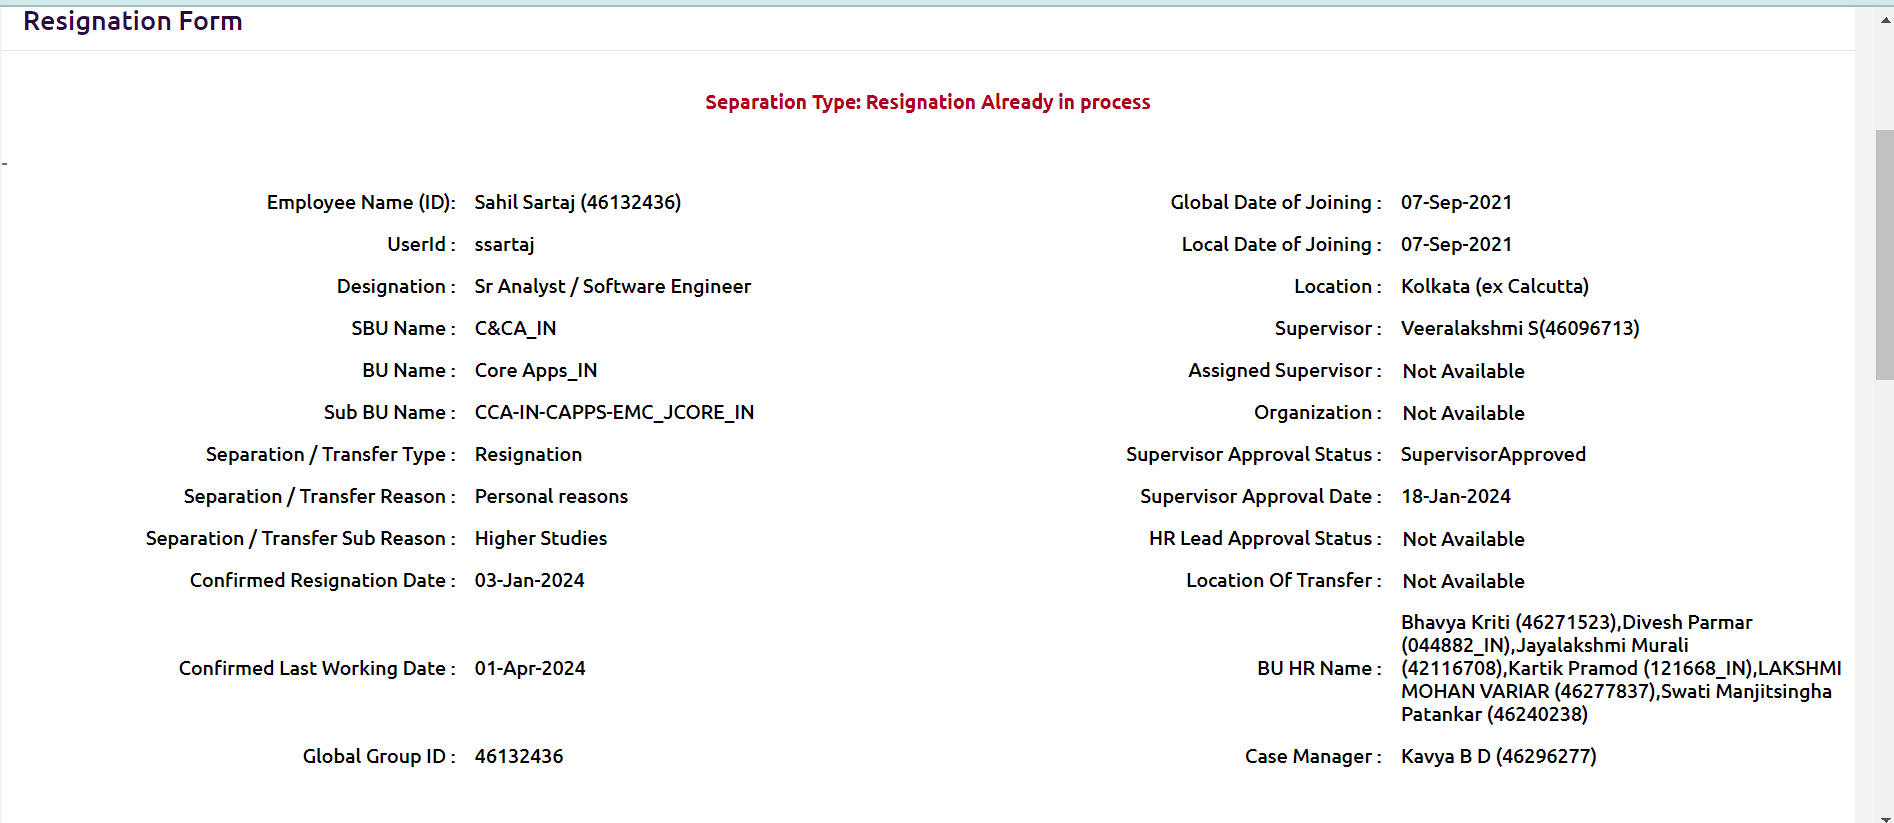 Resignation Form
Separation Type: Resignation Already in process
-
Employee Name (ID): Sahil Sartaj (46132436)
Global Date of Joining : 07-Sep-2021
UserId : ssartaj
Local Date of Joining : 07-Sep-2021
Designation : Sr Analyst / Software Engineer
Location : Kolkata (ex Calcutta)
SBU Name : C&CA_IN
Supervisor : Veeralakshmi S(46096713)
BU Name : Core Apps_IN
Assigned Supervisor : Not Available
Sub BU Name : CCA-IN-CAPPS-EMC_JCORE_IN
Organization : Not Available
Separation / Transfer Type : Resignation
Supervisor Approval Status : SupervisorApproved
Separation / Transfer Reason : Personal reasons
Supervisor Approval Date : 18-Jan-2024
Separation / Transfer Sub Reason : Higher Studies
HR Lead Approval Status : Not Available
Confirmed Resignation Date : 03-Jan-2024
Location Of Transfer : Not Available
Confirmed Last Working Date : 01-Apr-2024
BU HR Name : Bhavya Kriti (46271523),Divesh Parmar
(044882_IN),Jayalakshmi Murali
(42116708),Kartik Pramod (121668_IN),LAKSHMI
MOHAN VARIAR (46277837),Swati Manjitsingha
Patankar (46240238)
Global Group ID : 46132436
Case Manager : Kavya B D (46296277)